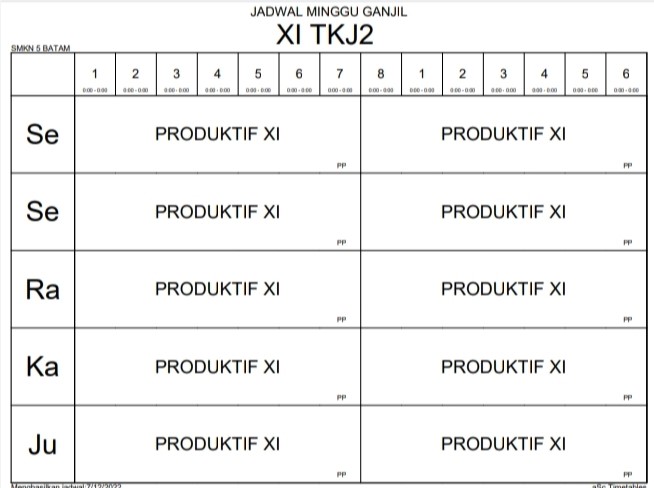 JADWAL MINGGU GANJIL
XI TKJ2
SMKN 5 BATAM
1 2 3 4 5 6 7 8 1 2 3 4 5 6
0:00 - 0:00 0:00 - 0:00 0:00 - 0:00 0:00 - 0:00 0:00 - 0:00 0:00 - 0:00 0:00 - 0:00 0:00 - 0:00 0:00 - 0:00 0:00 - 0:00 0:00 - 0:00 0:00 - 0:00 0:00 - 0:00 0:00 - 0:00
Se PRODUKTIF XI PRODUKTIF XI
PP PP
Se PRODUKTIF XI PRODUKTIF XI
PP PP
Ra PRODUKTIF XI PRODUKTIF XI
PP PP
Ka PRODUKTIF XI PRODUKTIF XI
PP PP
Ju PRODUKTIF XI PRODUKTIF XI
PP PP
Menghasilkan jadwal:7/12/2022 aSc Timetables